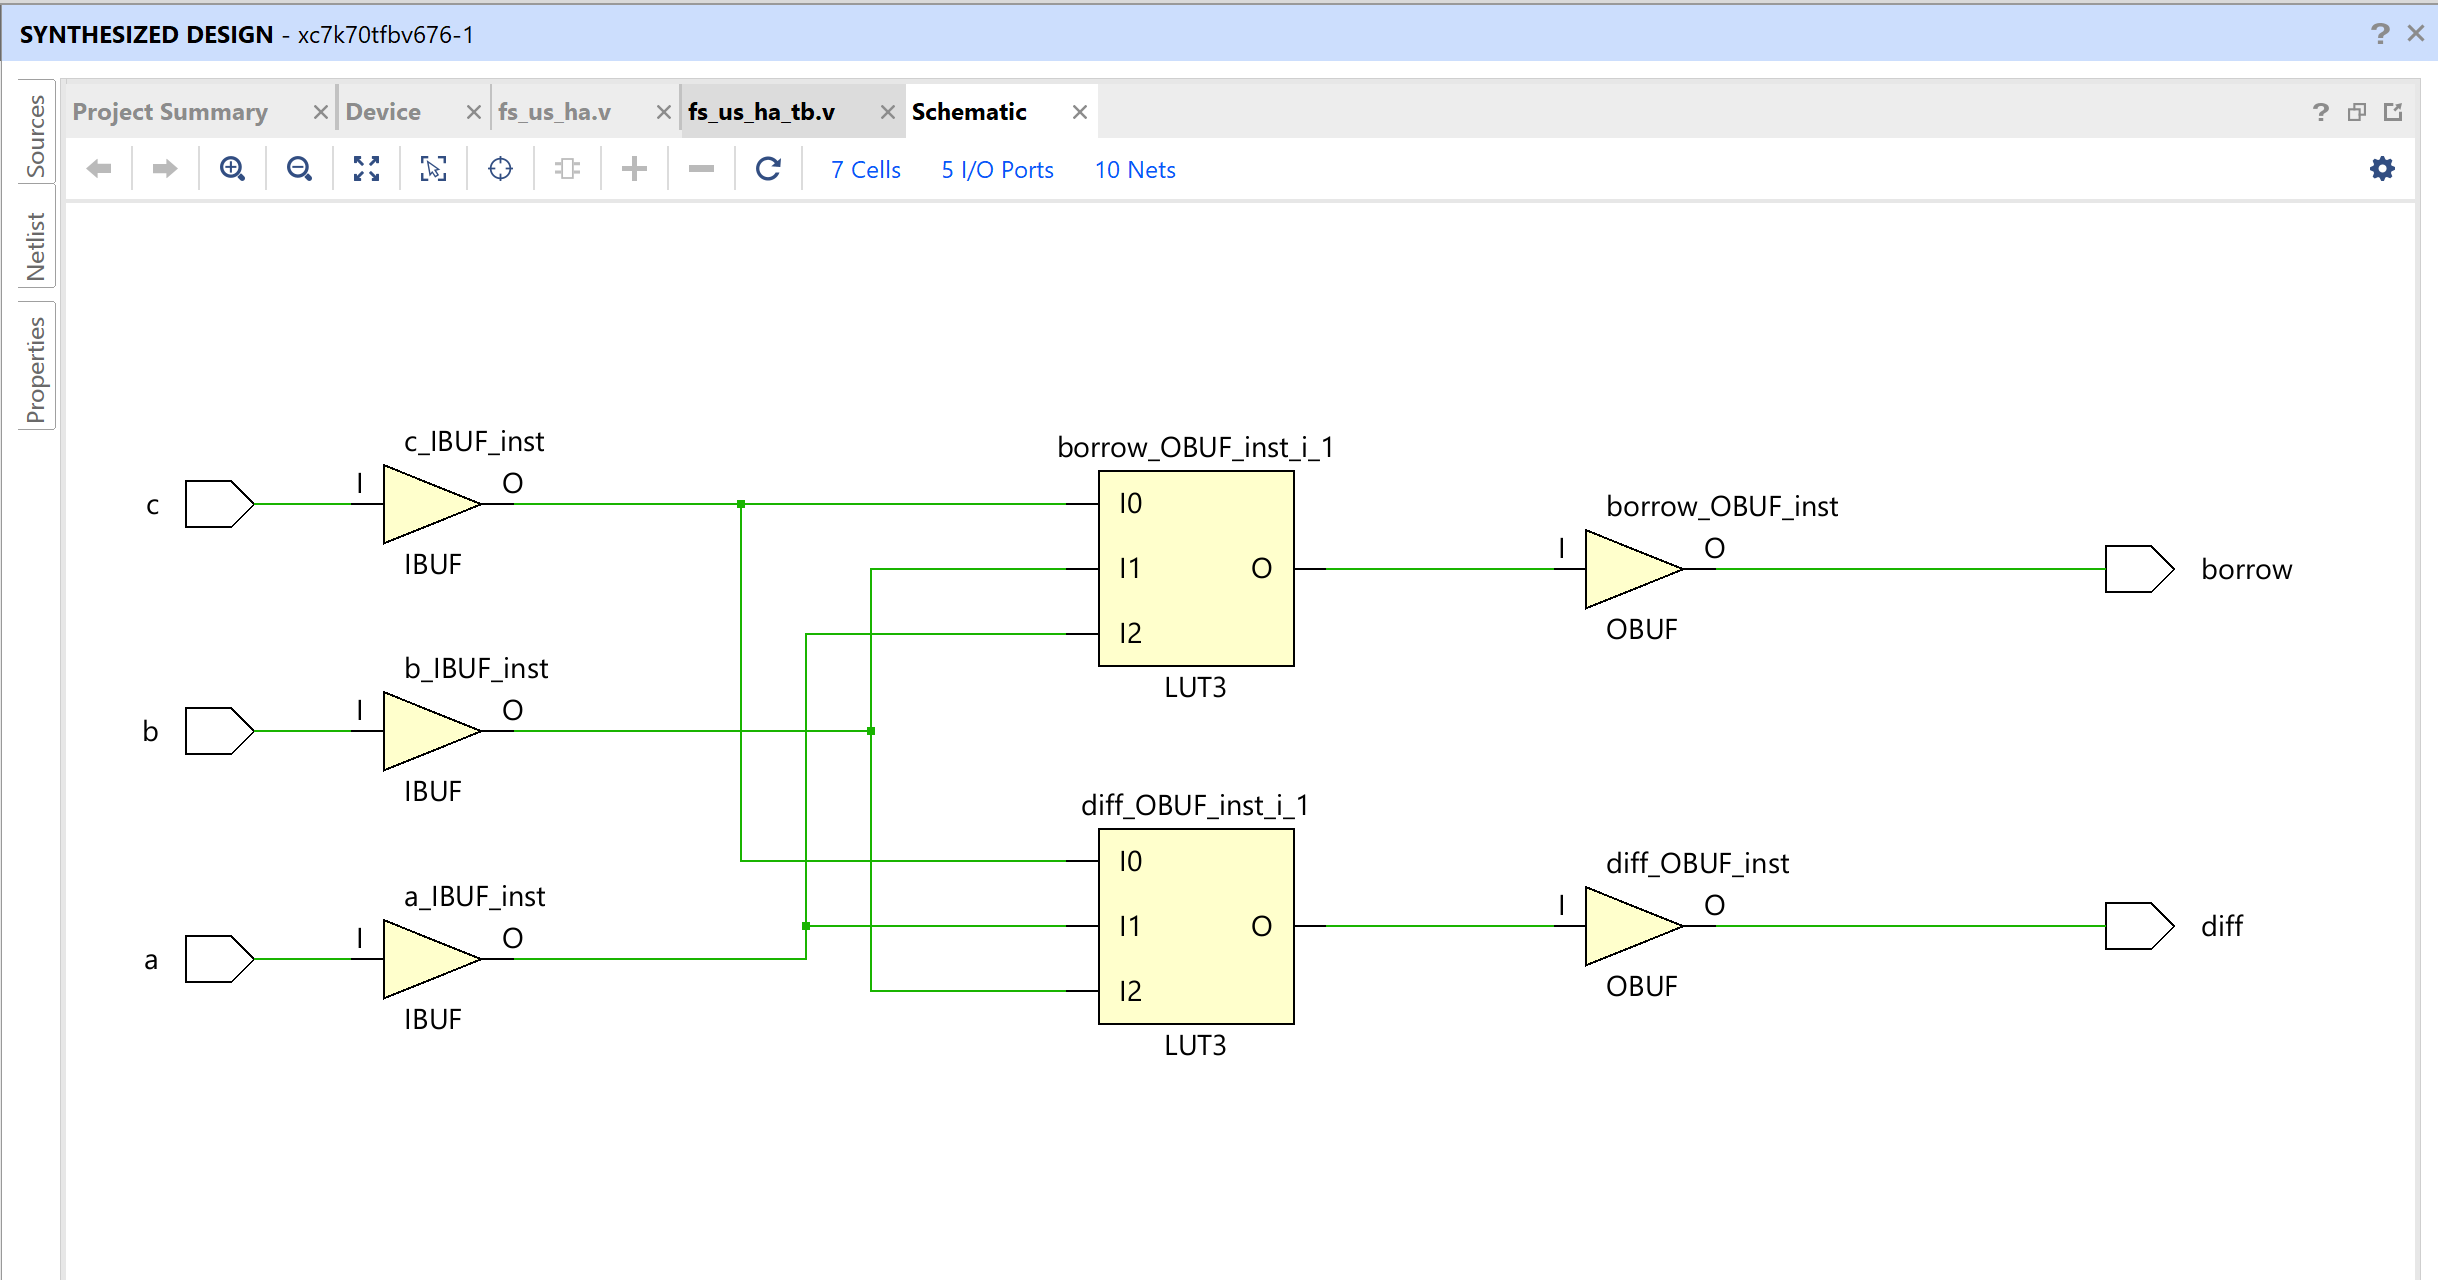 SYNTHESIZED DESIGN - xc7k70tfbv676-1
?
Sources
Netlist
Properties
Project Summary
Device
fs_us_ha.v
fs_us_ha_tb.v
Schematic
?
7 Cells
5 I/O Ports
10 Nets
c
I
c_IBUF_inst
O
IBUF
b
I
b_IBUF_inst
O
IBUF
a
I
a_IBUF_inst
O
IBUF
borrow_OBUF_inst_i_1
I0
I1
I2
O
LUT3
diff_OBUF_inst_i_1
I0
I1
I2
O
LUT3
borrow_OBUF_inst
I
O
OBUF
borrow
diff_OBUF_inst
I
O
OBUF
diff